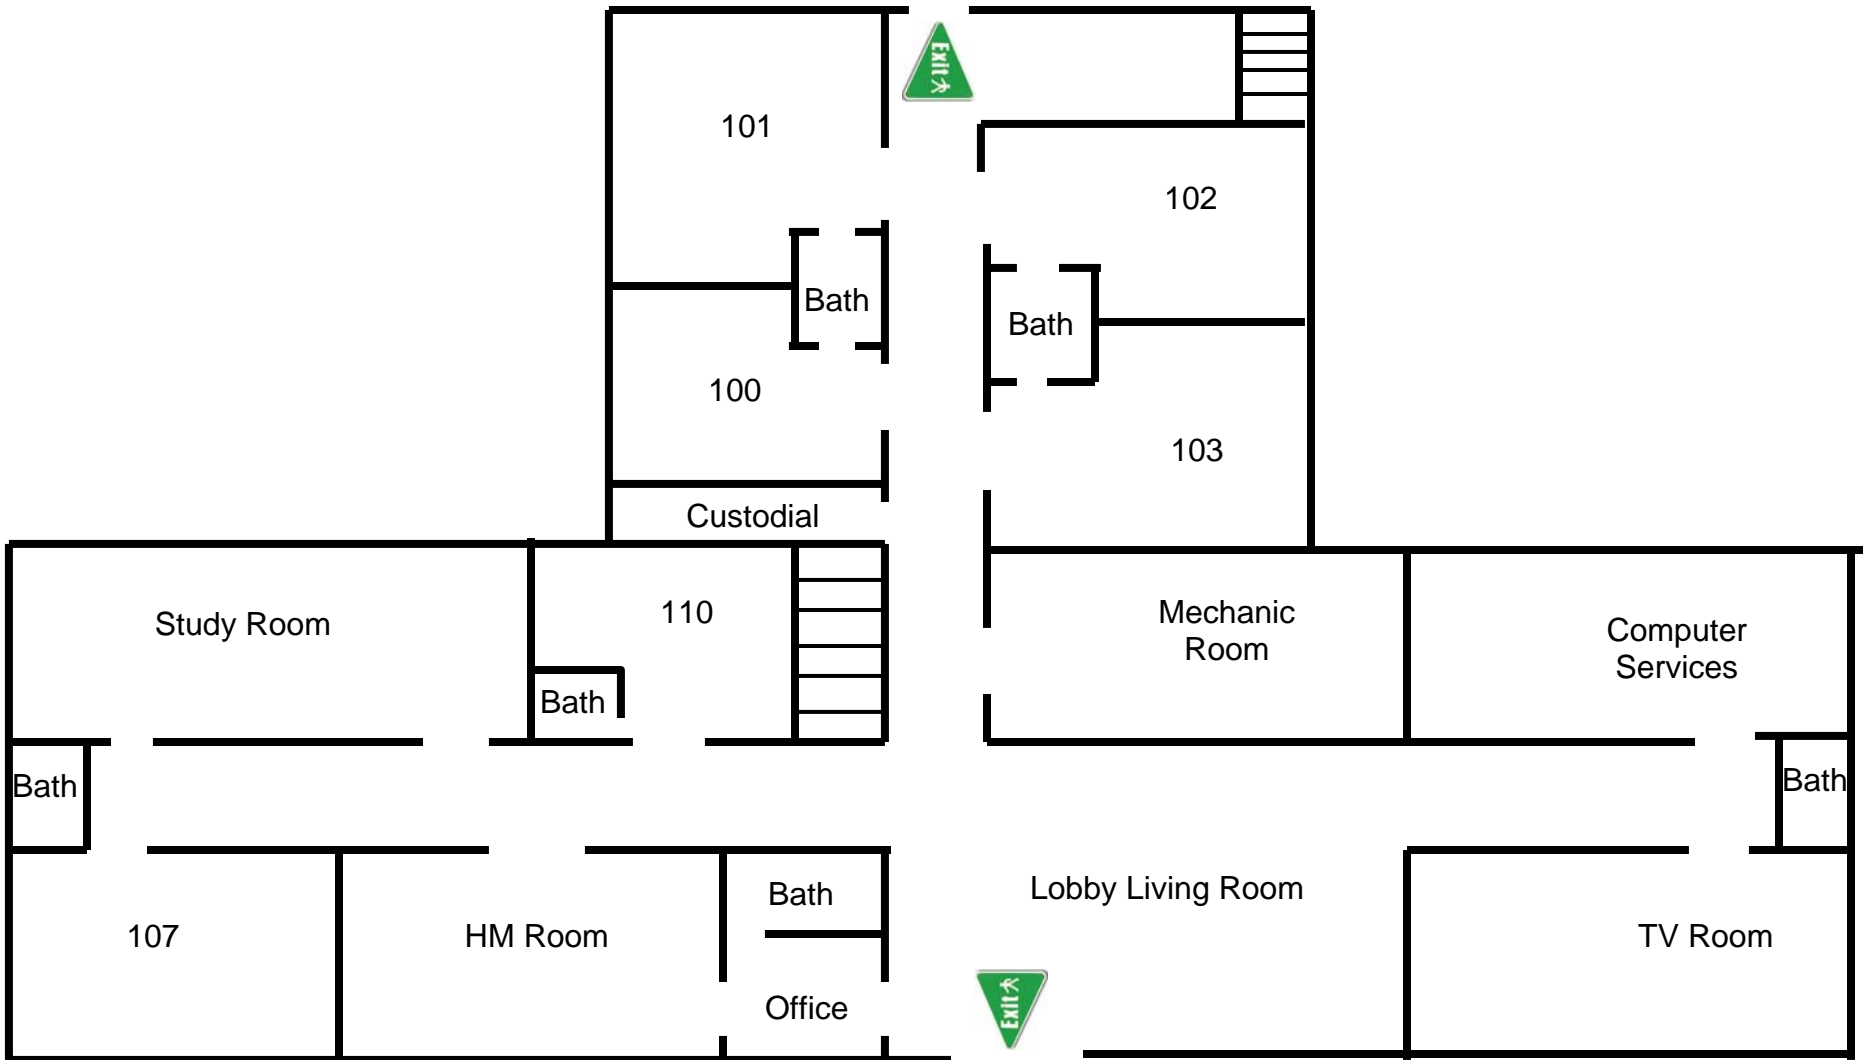 Exit
101
102
Bath
Bath
100
103
Custodial
Study Room
110
Mechanic
Room
Computer
Services
Bath
Bath
Bath
Bath
Lobby Living Room
107
HM Room
TV Room
Office
Exit